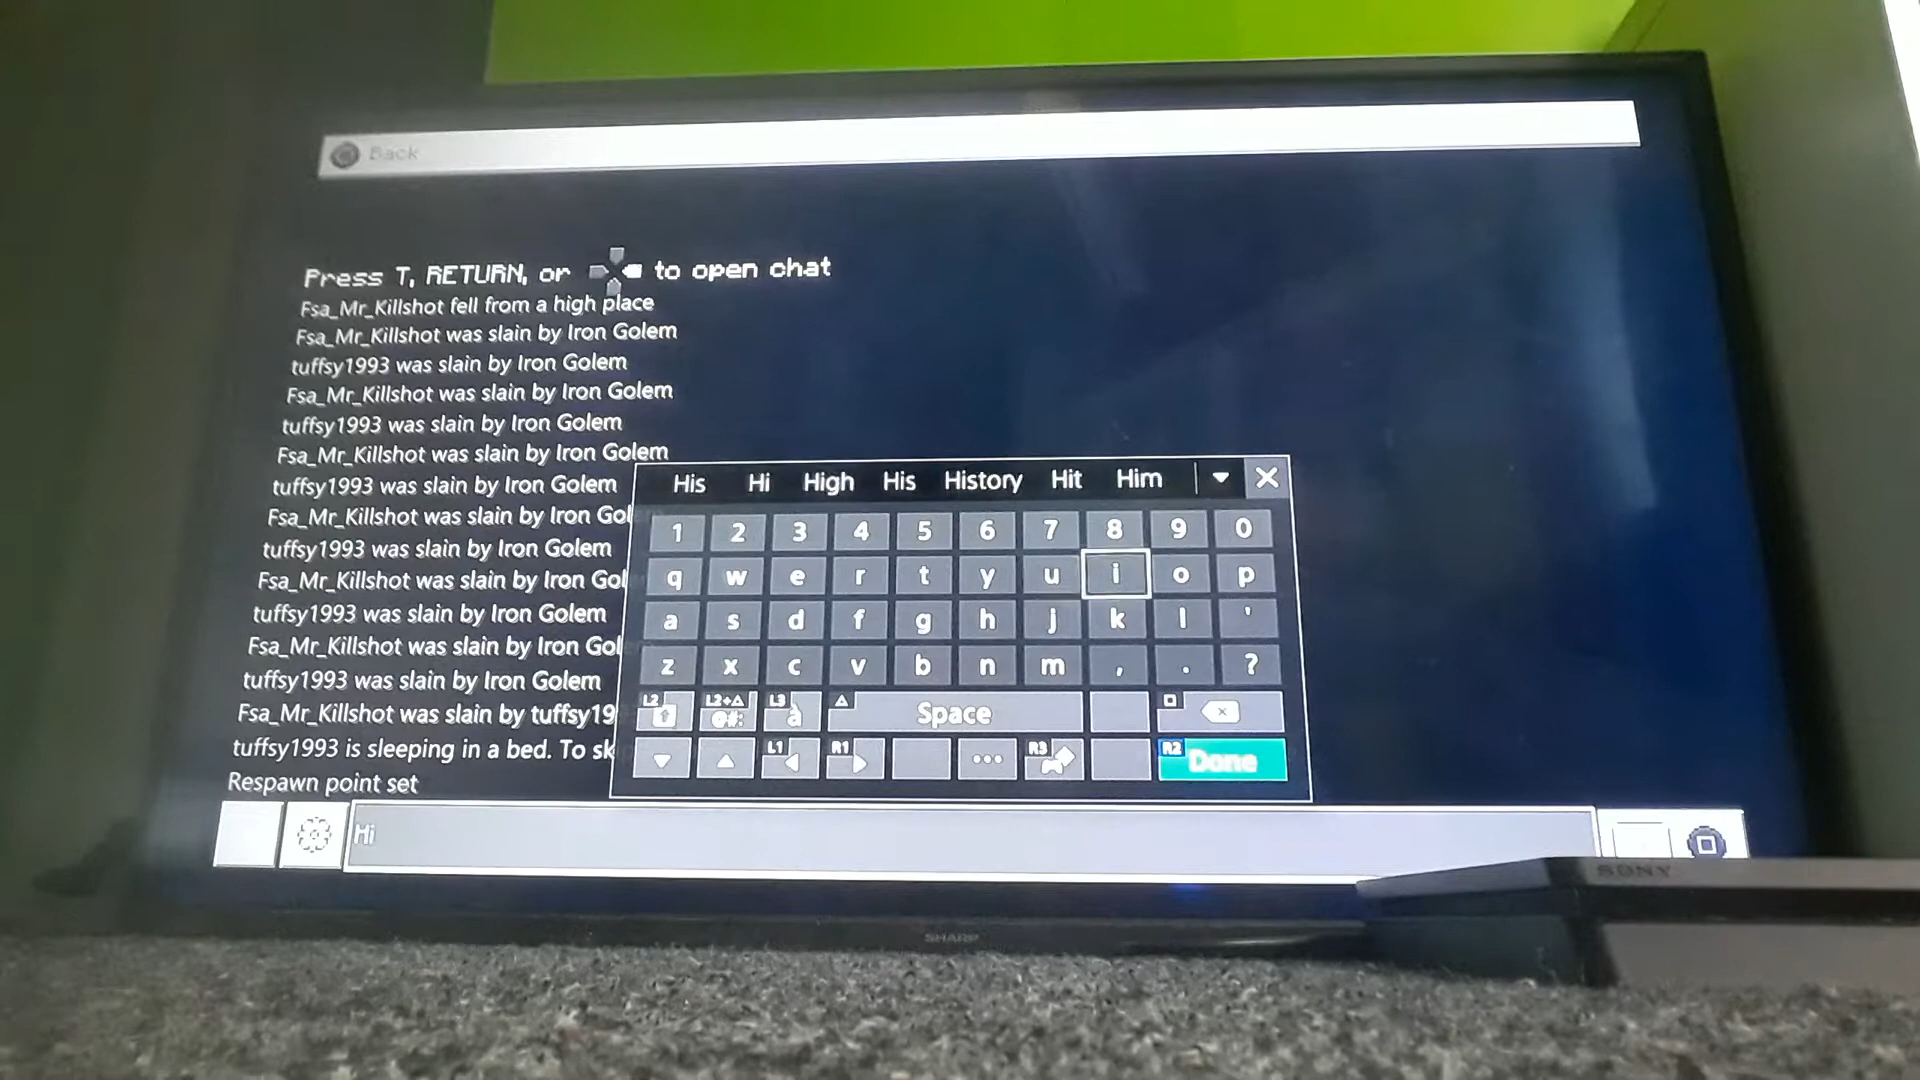 Back
Press T, RETURN, or to open chat
Fsa_Mr_Killshot fell from a high place
Fsa_Mr_Killshot was slain by Iron Golem
tuffsy1993 was slain by Iron Golem
Fsa_Mr_Killshot was slain by Iron Golem
tuffsy1993 was slain by Iron Golem
Fsa_Mr_Killshot was slain by Iron Golem
tuffsy1993 was slain by Iron Golem
Fsa_Mr_Killshot was slain by Iron Gol
tuffsy1993 was slain by Iron Golem
Fsa_Mr_Killshot was slain by Iron Gol
tuffsy1993 was slain by Iron Golem
Fsa_Mr_Killshot was slain by Iron Gol
tuffsy1993 was slain by Iron Golem
Fsa_Mr_Killshot was slain by tuffsy19
tuffsy1993 is sleeping in a bed. To sk
Respawn point set
His Hi High His History Hit Him
1 2 3 4 5 6 7 8 9 0
q w e r t y u i o p
a s d f g h j k l '
z x c v b n m , . ?
L2 L2+△ @#: L3 à △ Space
L1 R1 ... R3 R2 Done
Hi
SONY
SHARP